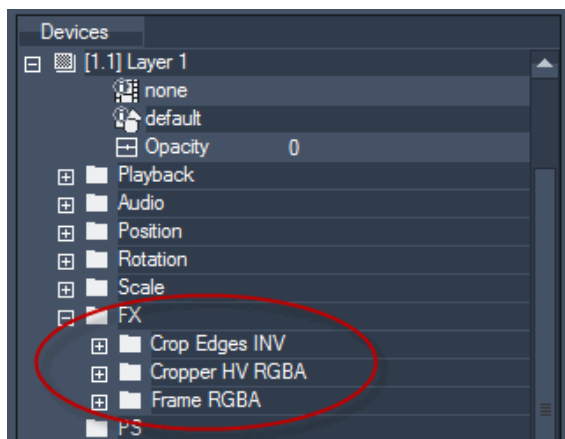 Devices
[1.1] Layer 1
none
default
Opacity 0
Playback
Audio
Position
Rotation
Scale
FX
Crop Edges INV
Cropper HV RGBA
Frame RGBA
PS